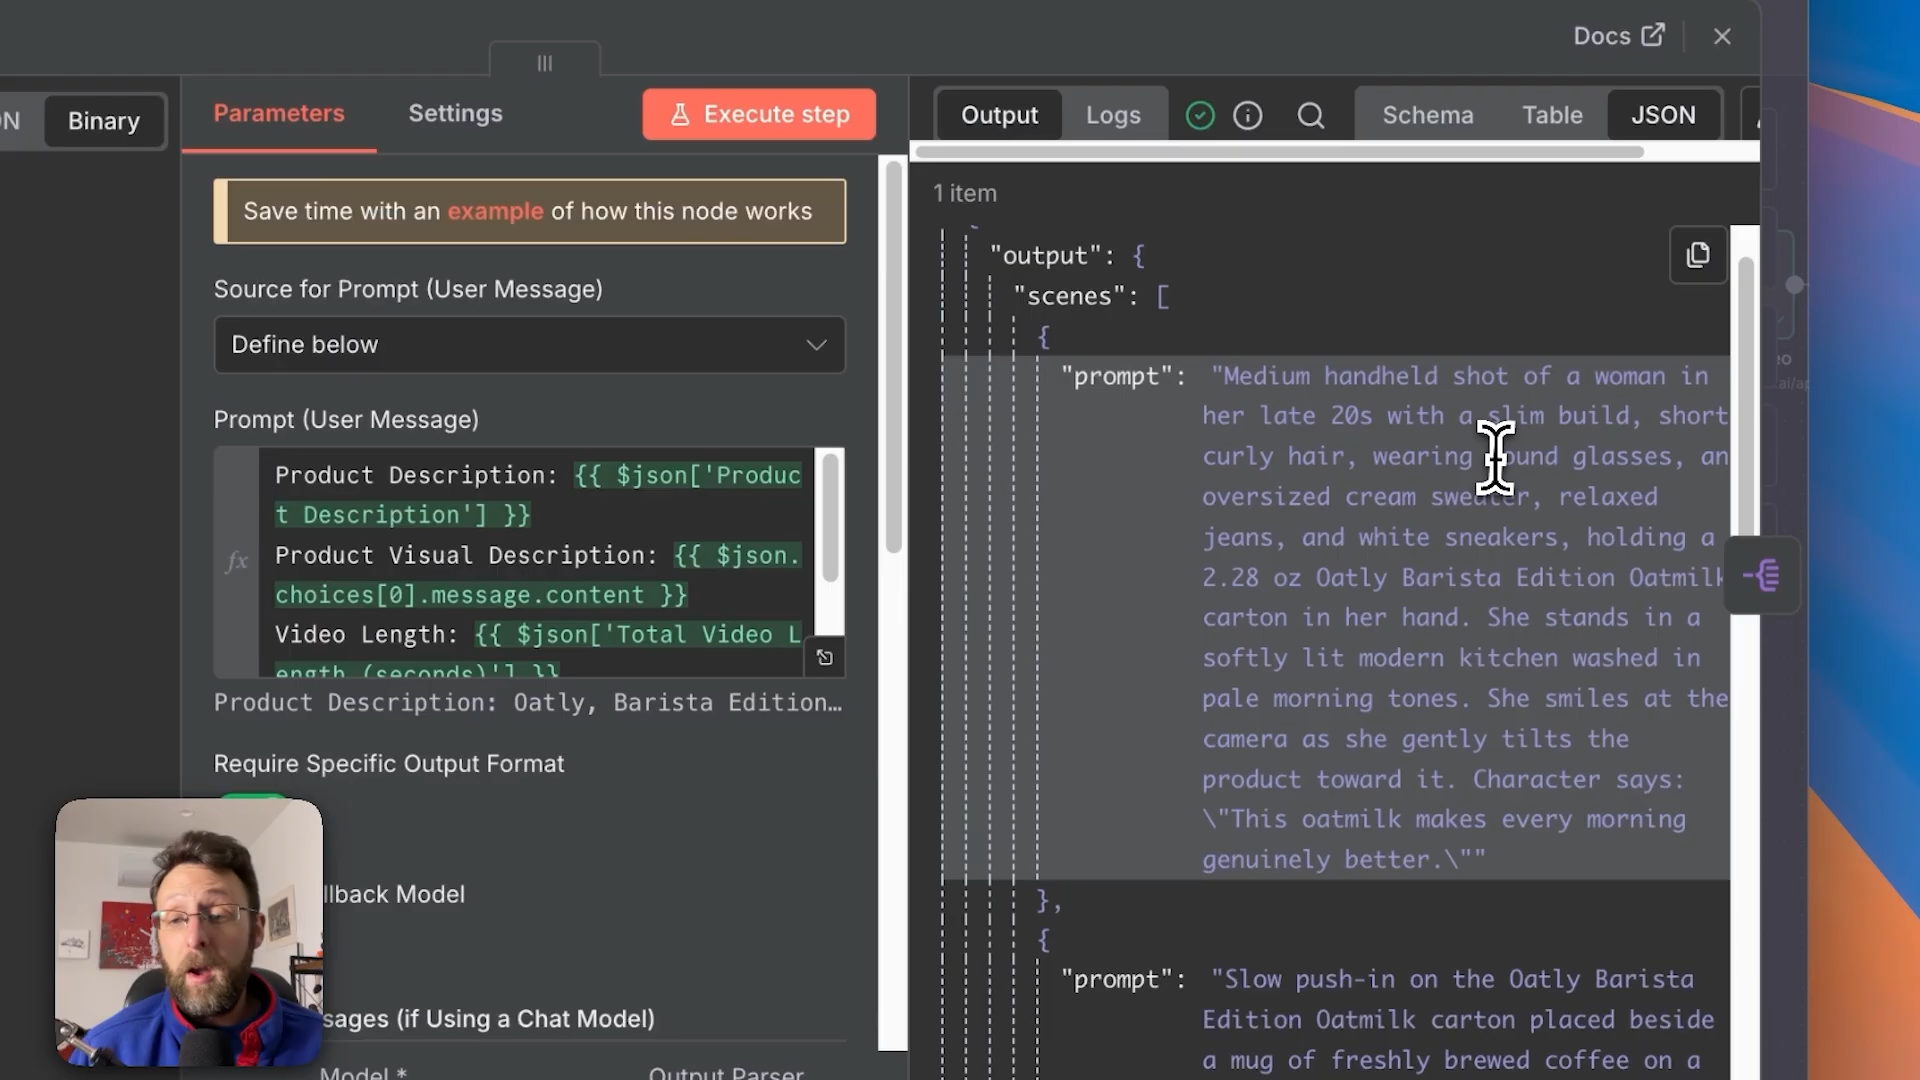 Docs
ON
Binary
Parameters
Settings
Execute step
Output
Logs
Schema
Table
JSON
Save time with an example of how this node works
Source for Prompt (User Message)
Define below
Prompt (User Message)
fx
Product Description: {{ $json['Produc
t Description'] }}
Product Visual Description: {{ $json.
choices[0].message.content }}
Video Length: {{ $json['Total Video L
ength (seconds)'] }}
Product Description: Oatly, Barista Edition…
Require Specific Output Format
llback Model
sages (if Using a Chat Model)
Model *
Output Parser
1 item
"output": {
"scenes": [
{
"prompt": "Medium handheld shot of a woman in
her late 20s with a slim build, short
curly hair, wearing round glasses, an
oversized cream sweater, relaxed
jeans, and white sneakers, holding a
2.28 oz Oatly Barista Edition Oatmilk
carton in her hand. She stands in a
softly lit modern kitchen washed in
pale morning tones. She smiles at the
camera as she gently tilts the
product toward it. Character says:
\"This oatmilk makes every morning
genuinely better.\""
},
{
"prompt": "Slow push-in on the Oatly Barista
Edition Oatmilk carton placed beside
a mug of freshly brewed coffee on a